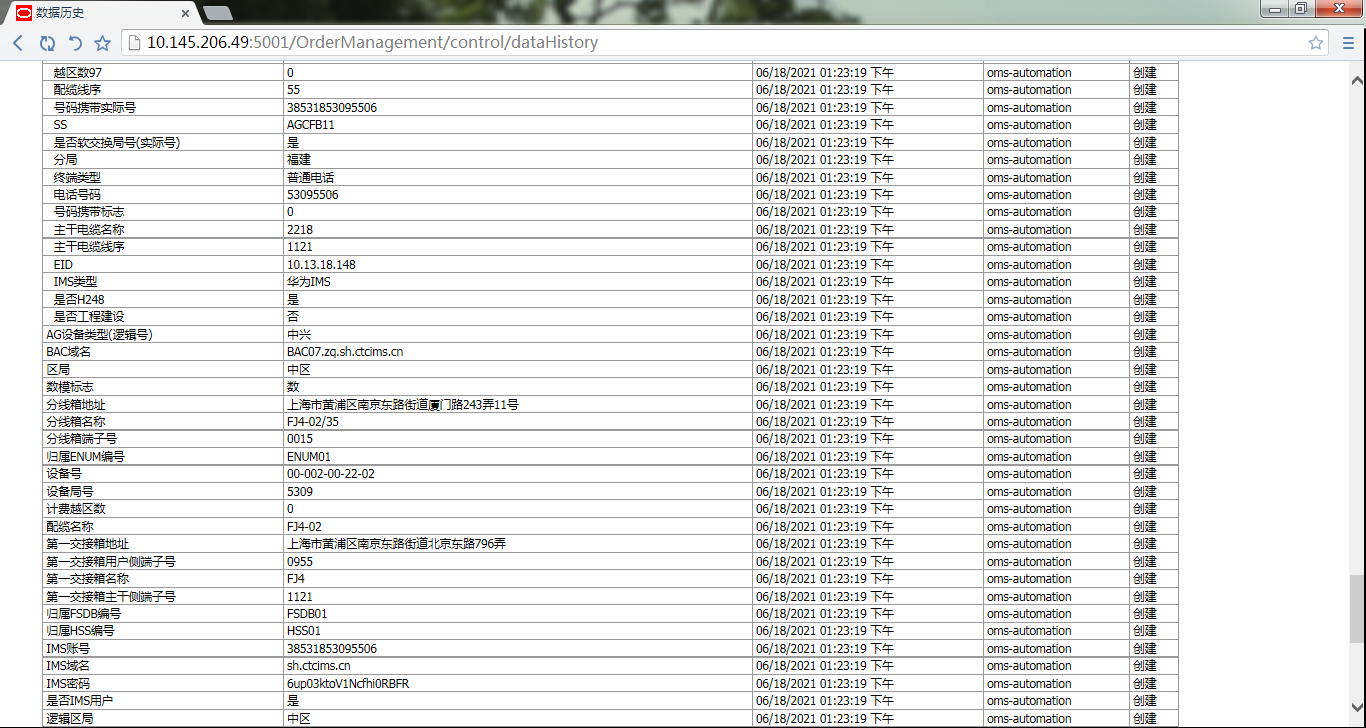 数据历史
10.145.206.49:5001/OrderManagement/control/dataHistory
越区数97 0 06/18/2021 01:23:19 下午 oms-automation 创建
配缆线序 55 06/18/2021 01:23:19 下午 oms-automation 创建
号码携带实际号 38531853095506 06/18/2021 01:23:19 下午 oms-automation 创建
SS AGCFB11 06/18/2021 01:23:19 下午 oms-automation 创建
是否软交换局号(实际号) 是 06/18/2021 01:23:19 下午 oms-automation 创建
分局 福建 06/18/2021 01:23:19 下午 oms-automation 创建
终端类型 普通电话 06/18/2021 01:23:19 下午 oms-automation 创建
电话号码 53095506 06/18/2021 01:23:19 下午 oms-automation 创建
号码携带标志 0 06/18/2021 01:23:19 下午 oms-automation 创建
主干电缆名称 2218 06/18/2021 01:23:19 下午 oms-automation 创建
主干电缆线序 1121 06/18/2021 01:23:19 下午 oms-automation 创建
EID 10.13.18.148 06/18/2021 01:23:19 下午 oms-automation 创建
IMS类型 华为IMS 06/18/2021 01:23:19 下午 oms-automation 创建
是否H248 是 06/18/2021 01:23:19 下午 oms-automation 创建
是否工程建设 否 06/18/2021 01:23:19 下午 oms-automation 创建
AG设备类型(逻辑号) 中兴 06/18/2021 01:23:19 下午 oms-automation 创建
BAC域名 BAC07.zq.sh.ctcims.cn 06/18/2021 01:23:19 下午 oms-automation 创建
区局 中区 06/18/2021 01:23:19 下午 oms-automation 创建
数模标志 数 06/18/2021 01:23:19 下午 oms-automation 创建
分线箱地址 上海市黄浦区南京东路街道厦门路243弄11号 06/18/2021 01:23:19 下午 oms-automation 创建
分线箱名称 FJ4-02/35 06/18/2021 01:23:19 下午 oms-automation 创建
分线箱端子号 0015 06/18/2021 01:23:19 下午 oms-automation 创建
归属ENUM编号 ENUM01 06/18/2021 01:23:19 下午 oms-automation 创建
设备号 00-002-00-22-02 06/18/2021 01:23:19 下午 oms-automation 创建
设备局号 5309 06/18/2021 01:23:19 下午 oms-automation 创建
计费越区数 0 06/18/2021 01:23:19 下午 oms-automation 创建
配缆名称 FJ4-02 06/18/2021 01:23:19 下午 oms-automation 创建
第一交接箱地址 上海市黄浦区南京东路街道北京东路796弄 06/18/2021 01:23:19 下午 oms-automation 创建
第一交接箱用户侧端子号 0955 06/18/2021 01:23:19 下午 oms-automation 创建
第一交接箱名称 FJ4 06/18/2021 01:23:19 下午 oms-automation 创建
第一交接箱主干侧端子号 1121 06/18/2021 01:23:19 下午 oms-automation 创建
归属FSDB编号 FSDB01 06/18/2021 01:23:19 下午 oms-automation 创建
归属HSS编号 HSS01 06/18/2021 01:23:19 下午 oms-automation 创建
IMS账号 38531853095506 06/18/2021 01:23:19 下午 oms-automation 创建
IMS域名 sh.ctcims.cn 06/18/2021 01:23:19 下午 oms-automation 创建
IMS密码 6up03ktoV1Ncfhi0RBFR 06/18/2021 01:23:19 下午 oms-automation 创建
是否IMS用户 是 06/18/2021 01:23:19 下午 oms-automation 创建
逻辑区局 中区 06/18/2021 01:23:19 下午 oms-automation 创建